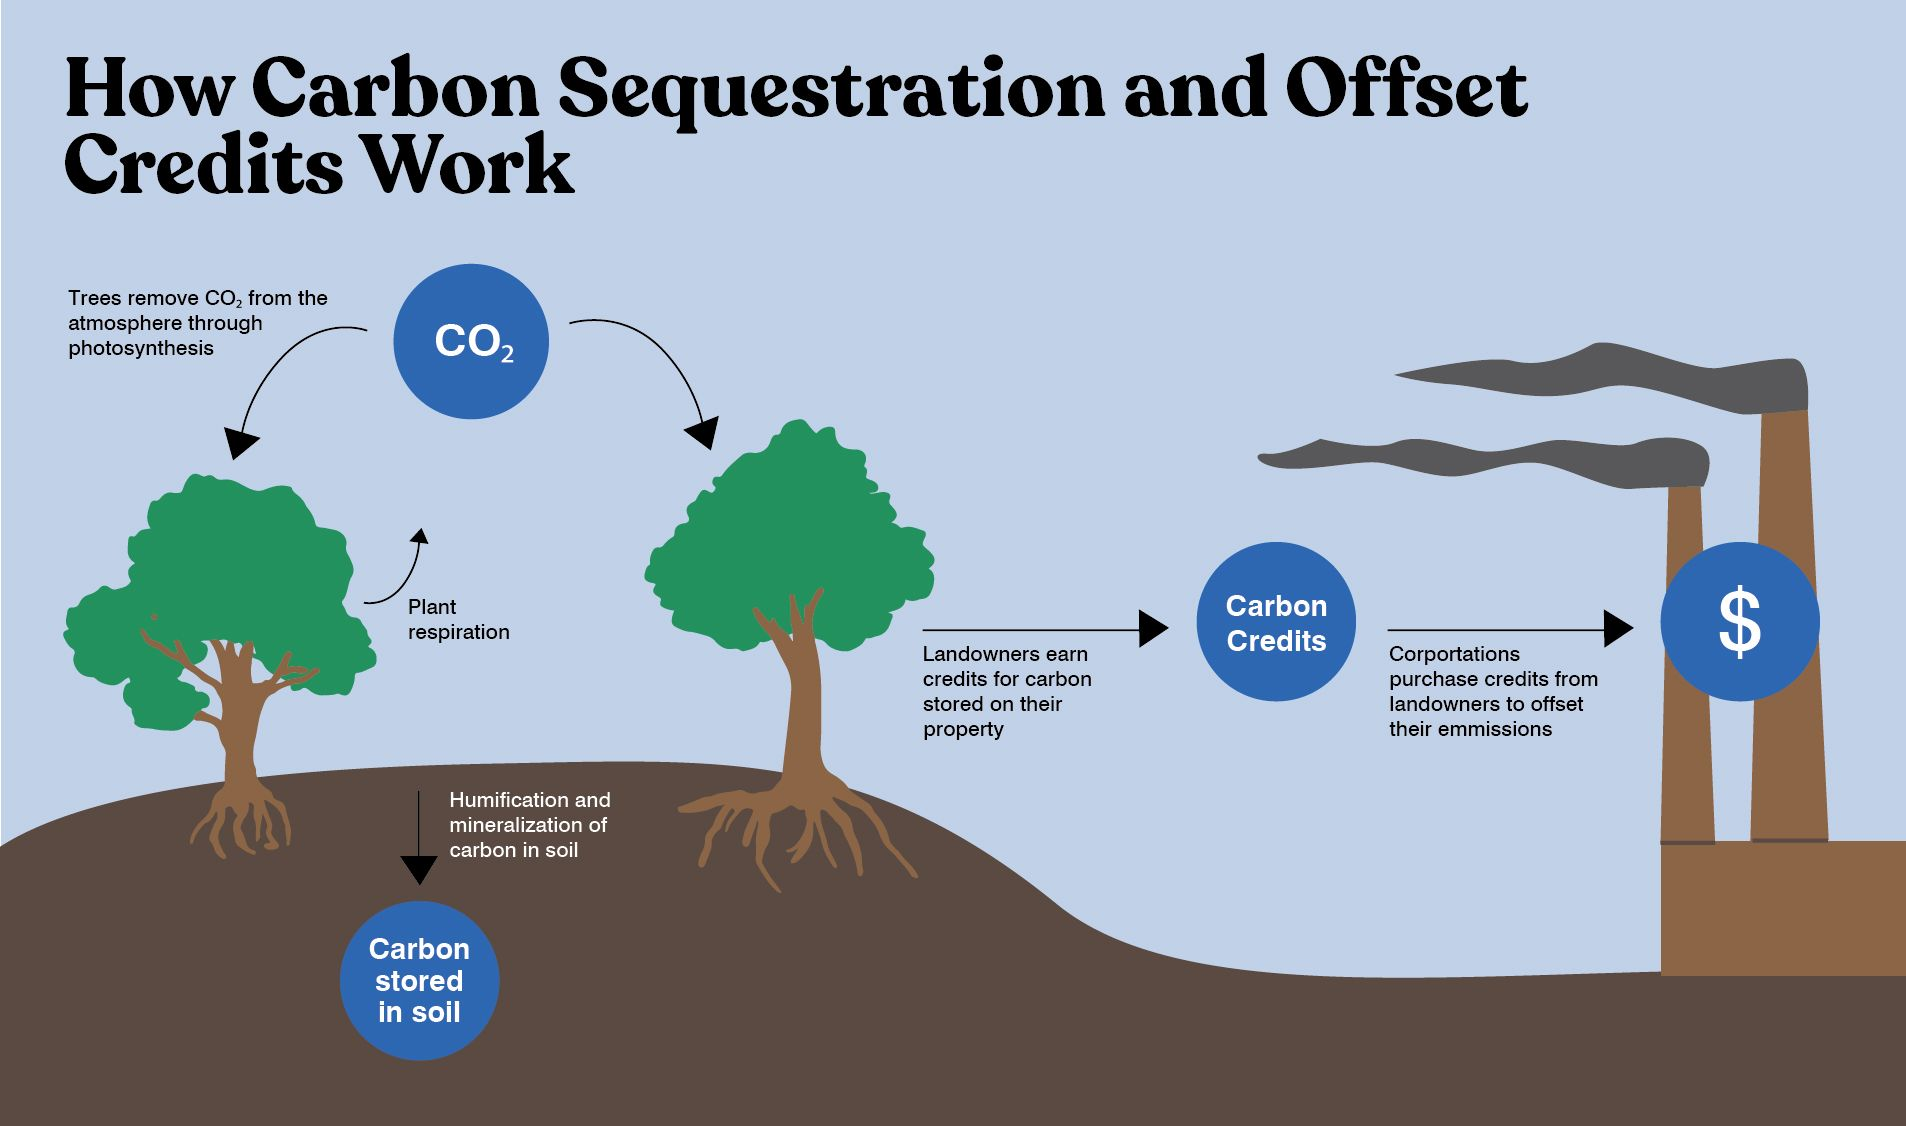 How Carbon Sequestration and Offset
Credits Work
Trees remove CO₂ from the
atmosphere through
photosynthesis
CO₂
Plant
respiration
Landowners earn
credits for carbon
stored on their
property
Carbon
Credits
Corportations
purchase credits from
landowners to offset
their emmissions
$
Humification and
mineralization of
carbon in soil
Carbon
stored
in soil